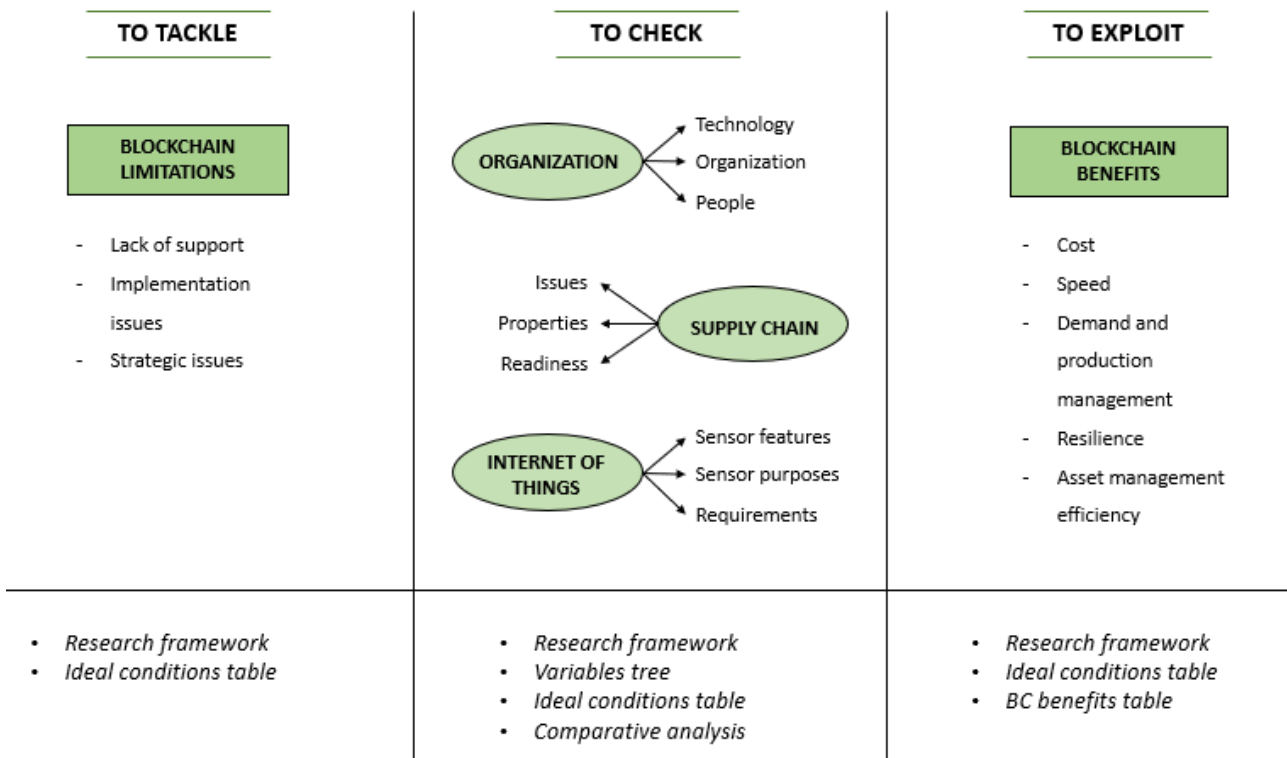 TO TACKLE
BLOCKCHAIN
LIMITATIONS
- Lack of support
- Implementation
issues
- Strategic issues
• Research framework
• Ideal conditions table
TO CHECK
ORGANIZATION
Technology
Organization
People
Issues
Properties
Readiness
SUPPLY CHAIN
INTERNET OF
THINGS
Sensor features
Sensor purposes
Requirements
• Research framework
• Variables tree
• Ideal conditions table
• Comparative analysis
TO EXPLOIT
BLOCKCHAIN
BENEFITS
- Cost
- Speed
- Demand and
production
management
- Resilience
- Asset management
efficiency
• Research framework
• Ideal conditions table
• BC benefits table